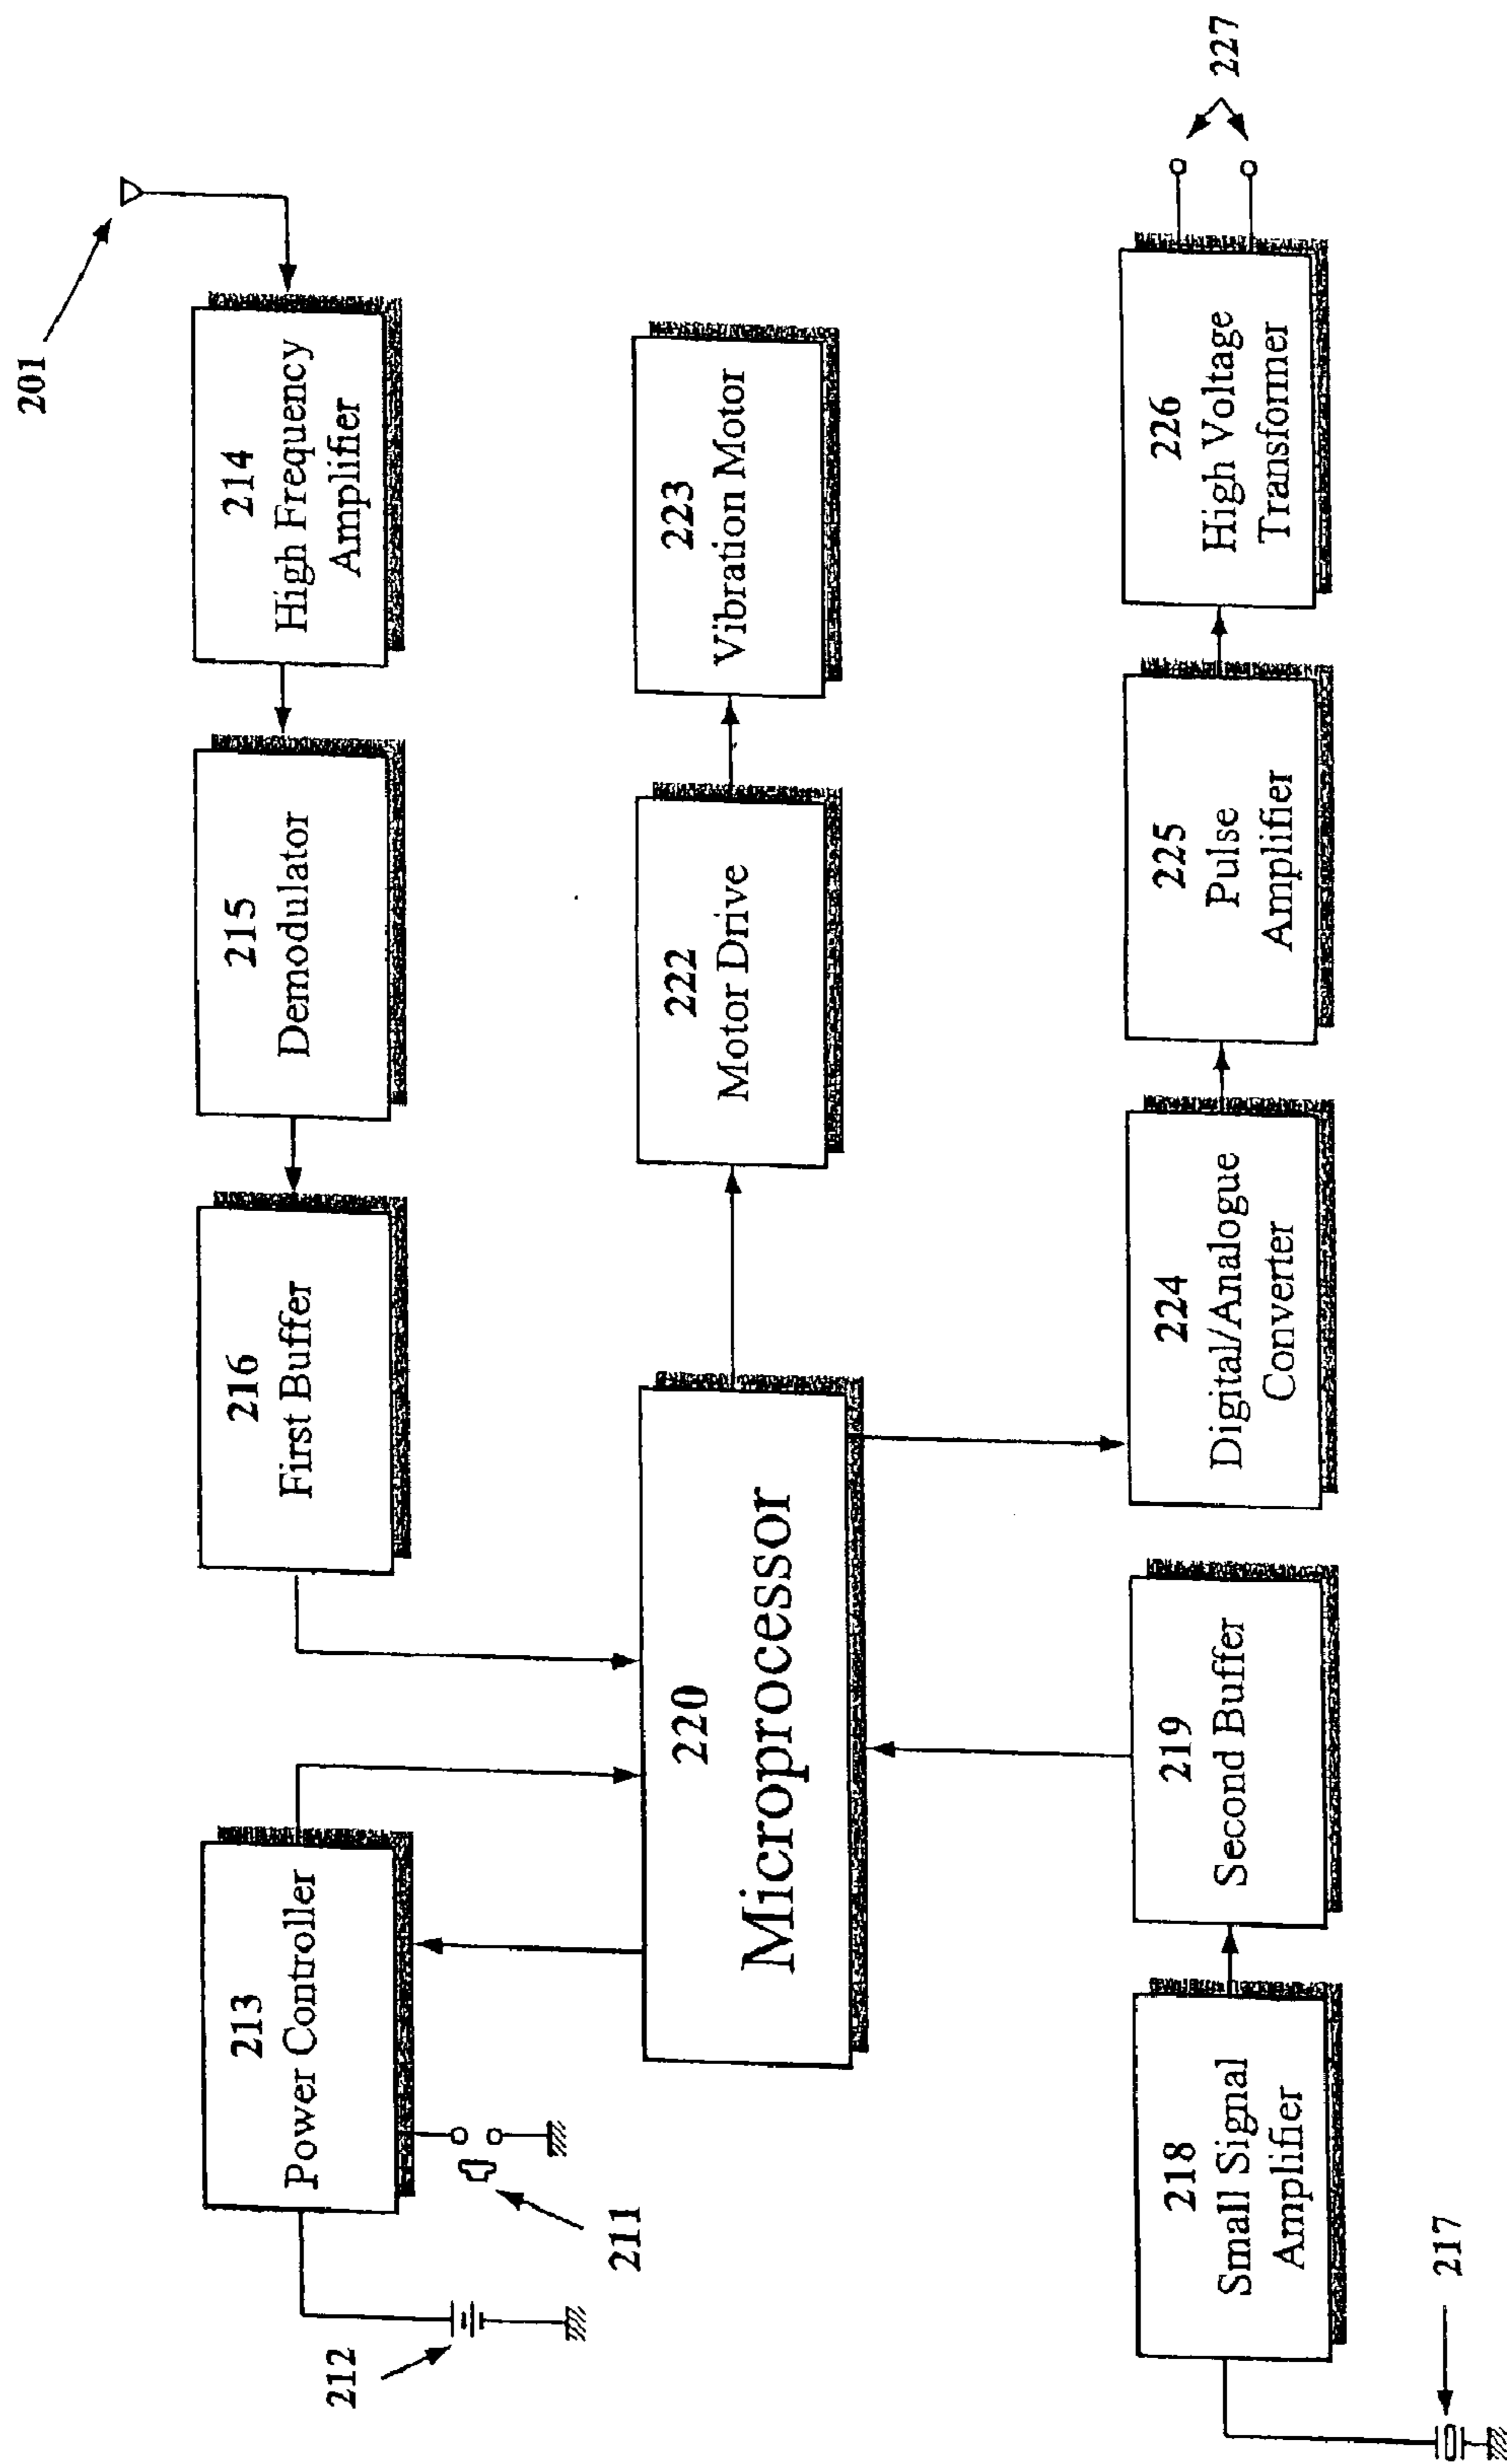 201
213
Power Controller
216
First Buffer
215
Demodulator
214
High Frequency
Amplifier
212
211
220
Microprocessor
222
Motor Drive
223
Vibration Motor
218
Small Signal
Amplifier
219
Second Buffer
224
Digital/Analogue
Converter
225
Pulse
Amplifier
226
High Voltage
Transformer
227
217